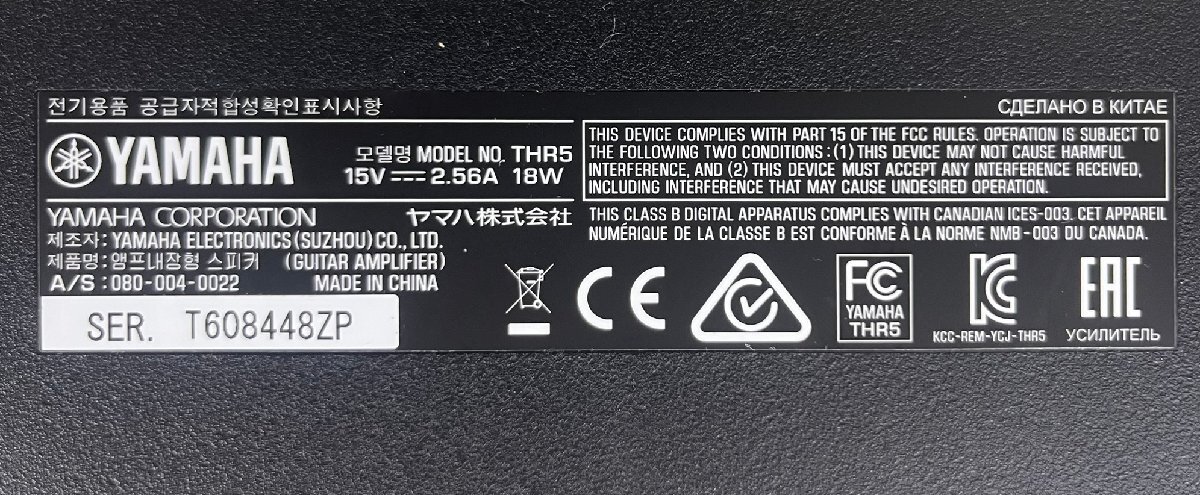 전기용품 공급자적합성확인표시사항
СДЕЛАНО В КИТАЕ
YAMAHA
모델명 MODEL NO. THR5
15V 2.56A 18W
THIS DEVICE COMPLIES WITH PART 15 OF THE FCC RULES. OPERATION IS SUBJECT TO
THE FOLLOWING TWO CONDITIONS : (1) THIS DEVICE MAY NOT CAUSE HARMFUL
INTERFERENCE, AND (2) THIS DEVICE MUST ACCEPT ANY INTERFERENCE RECEIVED,
INCLUDING INTERFERENCE THAT MAY CAUSE UNDESIRED OPERATION.
YAMAHA CORPORATION ヤマハ株式会社
제조자: YAMAHA ELECTRONICS (SUZHOU) CO., LTD.
제품명: 앰프내장형 스피커 (GUITAR AMPLIFIER)
A/S : 080-004-0022 MADE IN CHINA
SER. T608448ZP
THIS CLASS B DIGITAL APPARATUS COMPLIES WITH CANADIAN ICES-003. CET APPAREIL
NUMÉRIQUE DE LA CLASSE B EST CONFORME À LA NORME NMB-003 DU CANADA.
CE
FC
YAMAHA
THR5
KC
KCC-REM-YCJ-THR5
EAC
УСИЛИТЕЛЬ